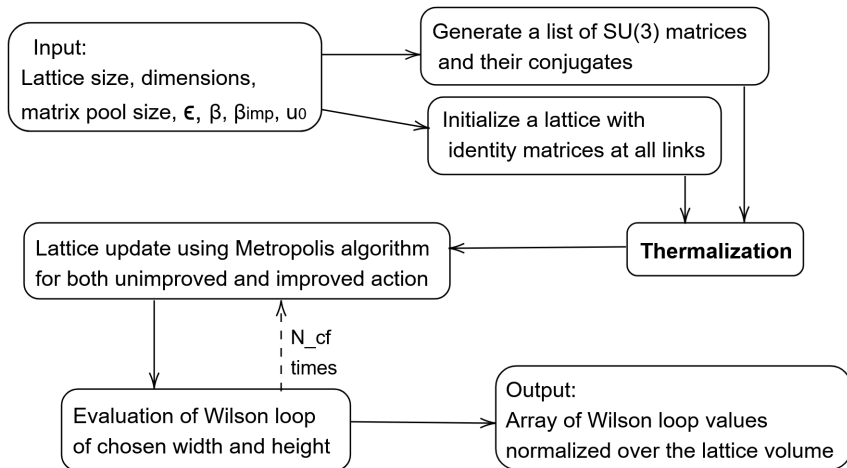 Input:
Lattice size, dimensions,
matrix pool size, ϵ, β, βimp, u0
Generate a list of SU(3) matrices
and their conjugates
Initialize a lattice with
identity matrices at all links
Thermalization
Lattice update using Metropolis algorithm
for both unimproved and improved action
N_cf
times
Evaluation of Wilson loop
of chosen width and height
Output:
Array of Wilson loop values
normalized over the lattice volume